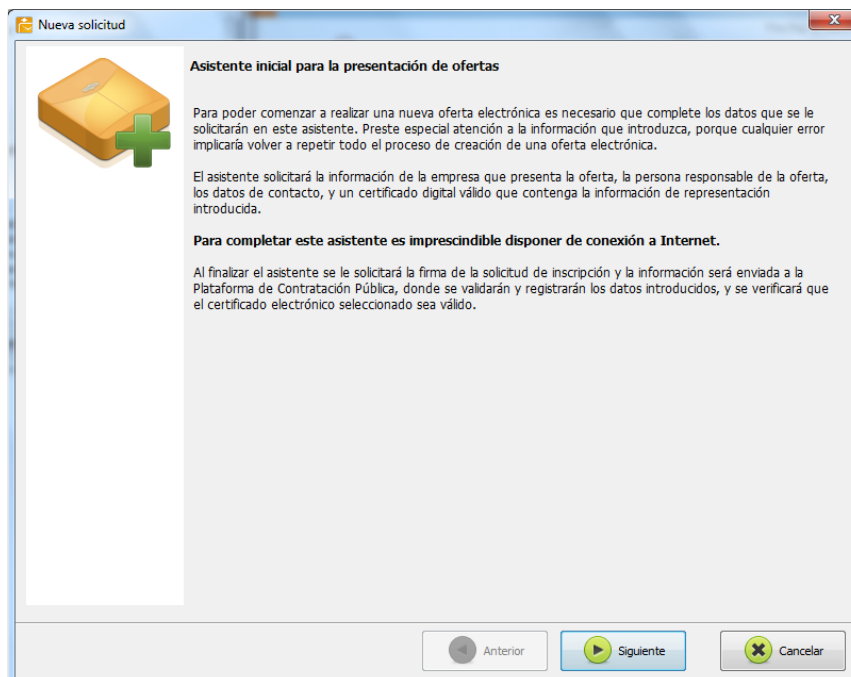 Nueva solicitud
Asistente inicial para la presentación de ofertas
Para poder comenzar a realizar una nueva oferta electrónica es necesario que complete los datos que se le
solicitarán en este asistente. Preste especial atención a la información que introduzca, porque cualquier error
implicaría volver a repetir todo el proceso de creación de una oferta electrónica.
El asistente solicitará la información de la empresa que presenta la oferta, la persona responsable de la oferta,
los datos de contacto, y un certificado digital válido que contenga la información de representación
introducida.
Para completar este asistente es imprescindible disponer de conexión a Internet.
Al finalizar el asistente se le solicitará la firma de la solicitud de inscripción y la información será enviada a la
Plataforma de Contratación Pública, donde se validarán y registrarán los datos introducidos, y se verificará que
el certificado electrónico seleccionado sea válido.
Anterior
Siguiente
Cancelar